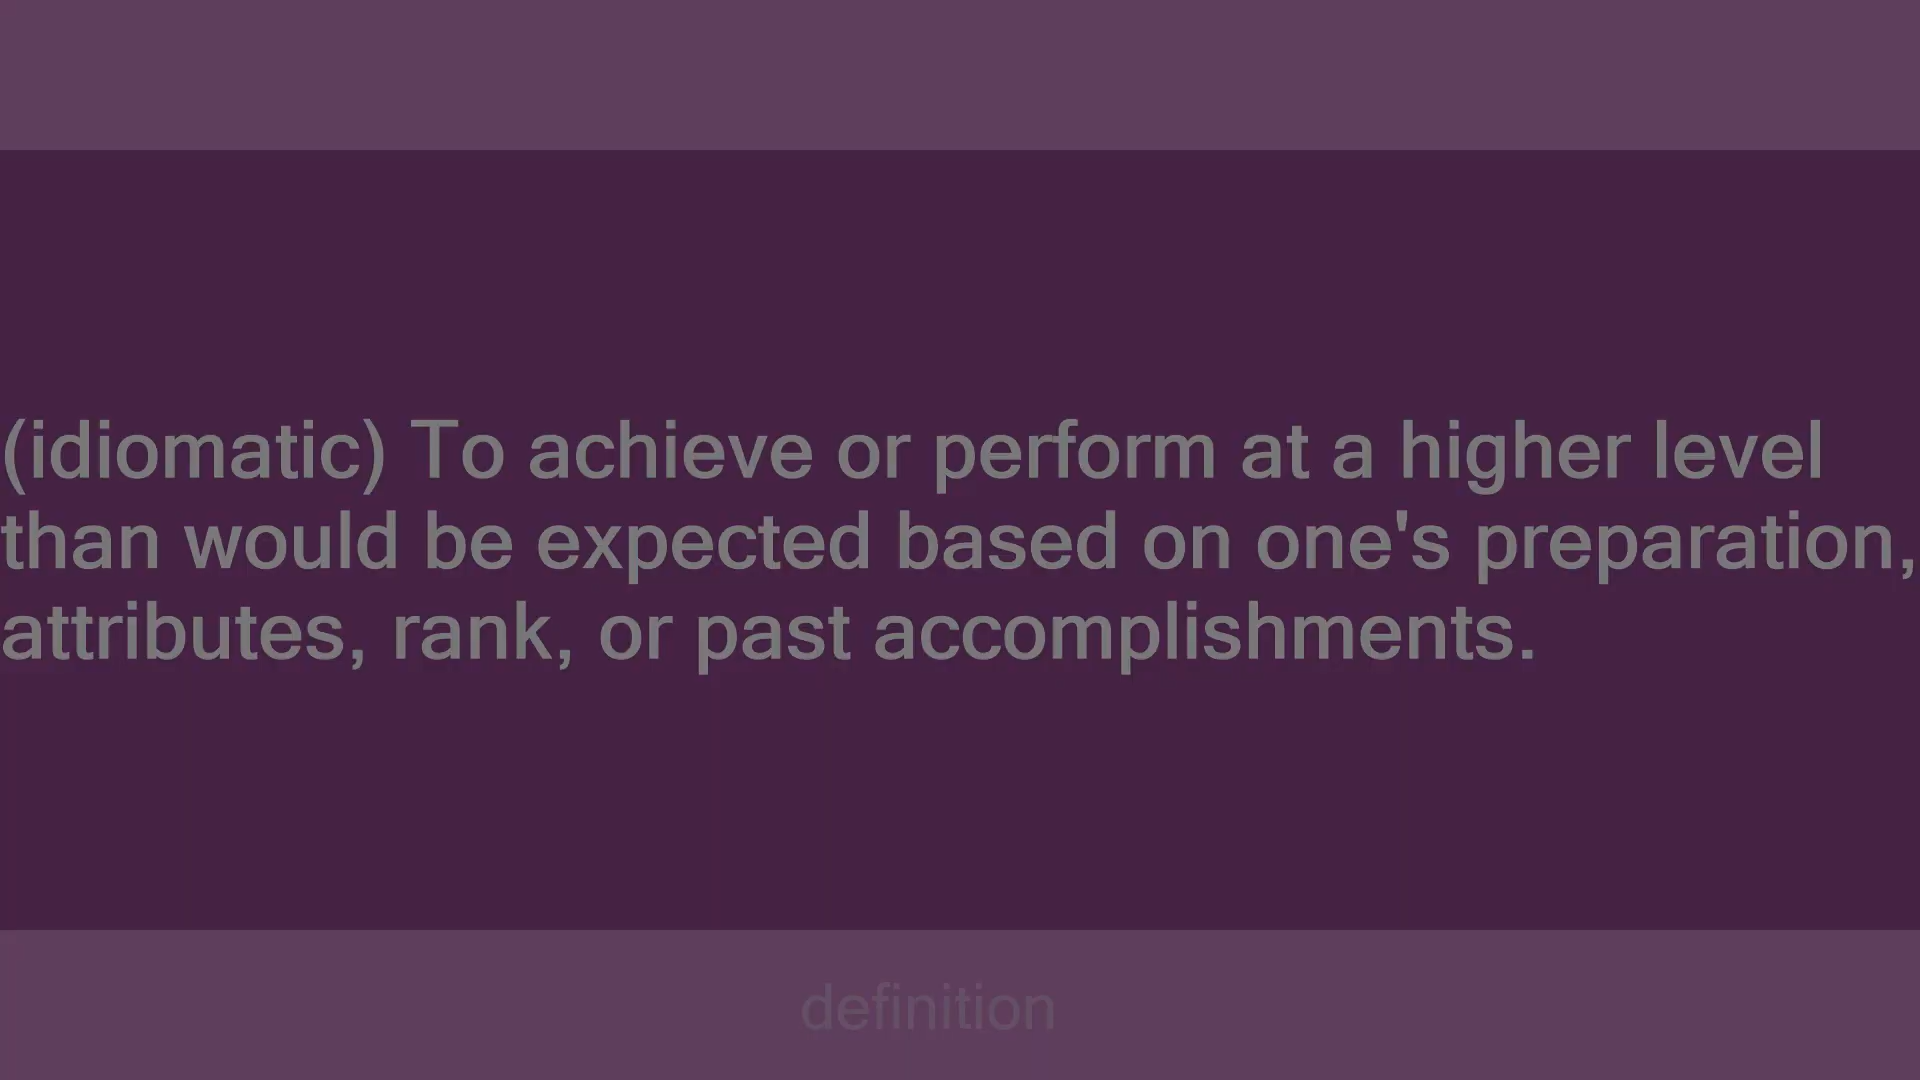 (idiomatic) To achieve or perform at a higher level
than would be expected based on one's preparation,
attributes, rank, or past accomplishments.
definition